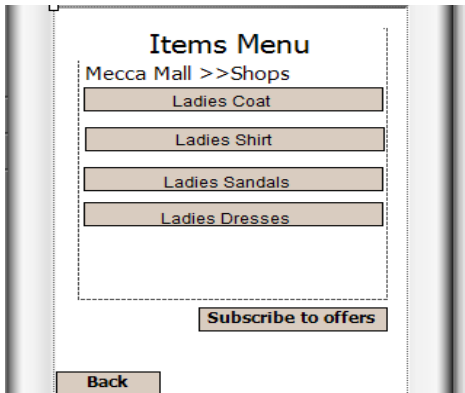 Items Menu
Mecca Mall >>Shops
Ladies Coat
Ladies Shirt
Ladies Sandals
Ladies Dresses
Subscribe to offers
Back